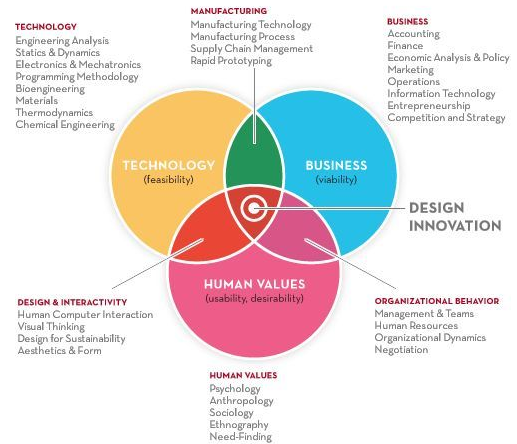 TECHNOLOGY
Engineering Analysis
Statics & Dynamics
Electronics & Mechatronics
Programming Methodology
Bioengineering
Materials
Thermodynamics
Chemical Engineering
MANUFACTURING
Manufacturing Technology
Manufacturing Process
Supply Chain Management
Rapid Prototyping
BUSINESS
Accounting
Finance
Economic Analysis & Policy
Marketing
Operations
Information Technology
Entrepreneurship
Competition and Strategy
TECHNOLOGY
(feasibility)
BUSINESS
(viability)
DESIGN
INNOVATION
HUMAN VALUES
(usability, desirability)
DESIGN & INTERACTIVITY
Human Computer Interaction
Visual Thinking
Design for Sustainability
Aesthetics & Form
ORGANIZATIONAL BEHAVIOR
Management & Teams
Human Resources
Organizational Dynamics
Negotiation
HUMAN VALUES
Psychology
Anthropology
Sociology
Ethnography
Need-Finding